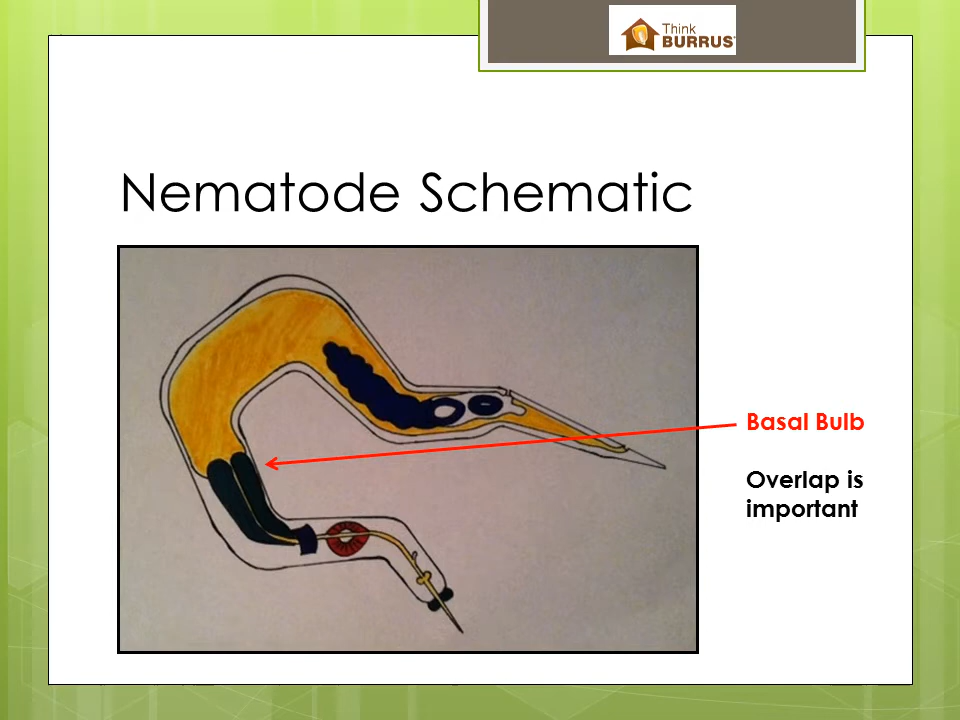 Think
BURRUS®
Nematode Schematic
Basal Bulb
Overlap is
important